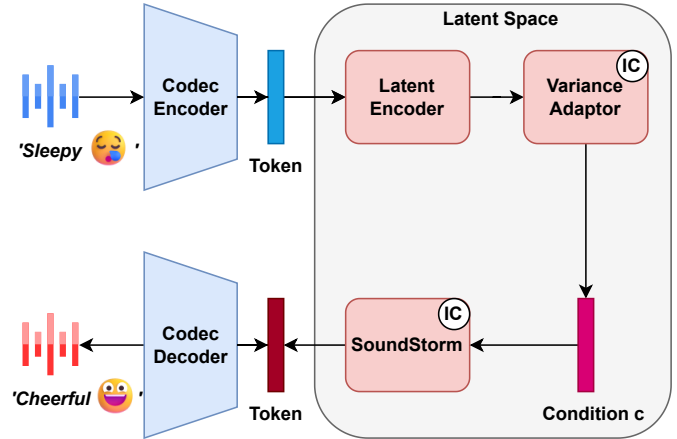 Latent Space
Codec
Encoder
Latent
Encoder
Variance
Adaptor
IC
'Sleepy 😪 '
Token
Codec
Decoder
SoundStorm
IC
'Cheerful 😀 '
Token
Condition c